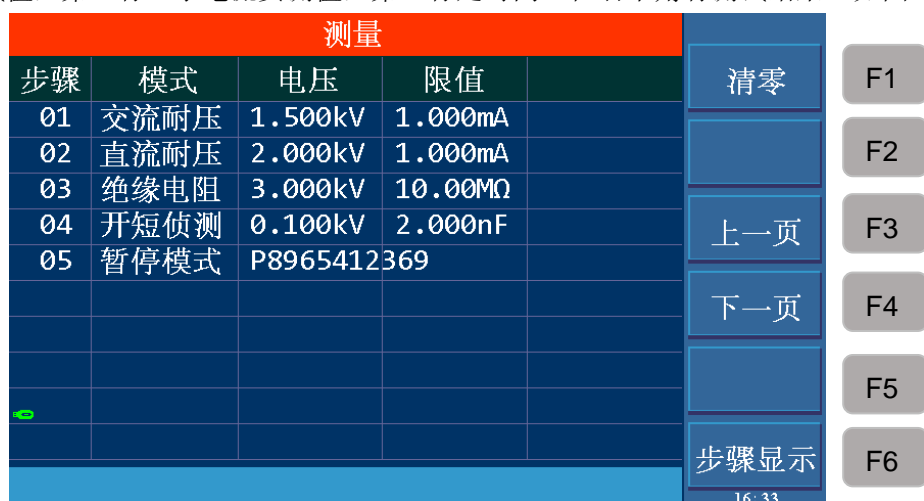 测量
步骤 模式 电压 限值
01 交流耐压 1.500kV 1.000mA
02 直流耐压 2.000kV 1.000mA
03 绝缘电阻 3.000kV 10.00MΩ
04 开短侦测 0.100kV 2.000nF
05 暂停模式 P8965412369
清零 F1
F2
上一页 F3
下一页 F4
F5
步骤显示 F6
16:33